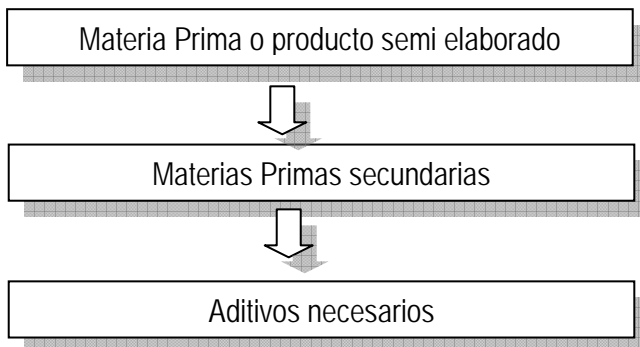 Materia Prima o producto semi elaborado
Materias Primas secundarias
Aditivos necesarios